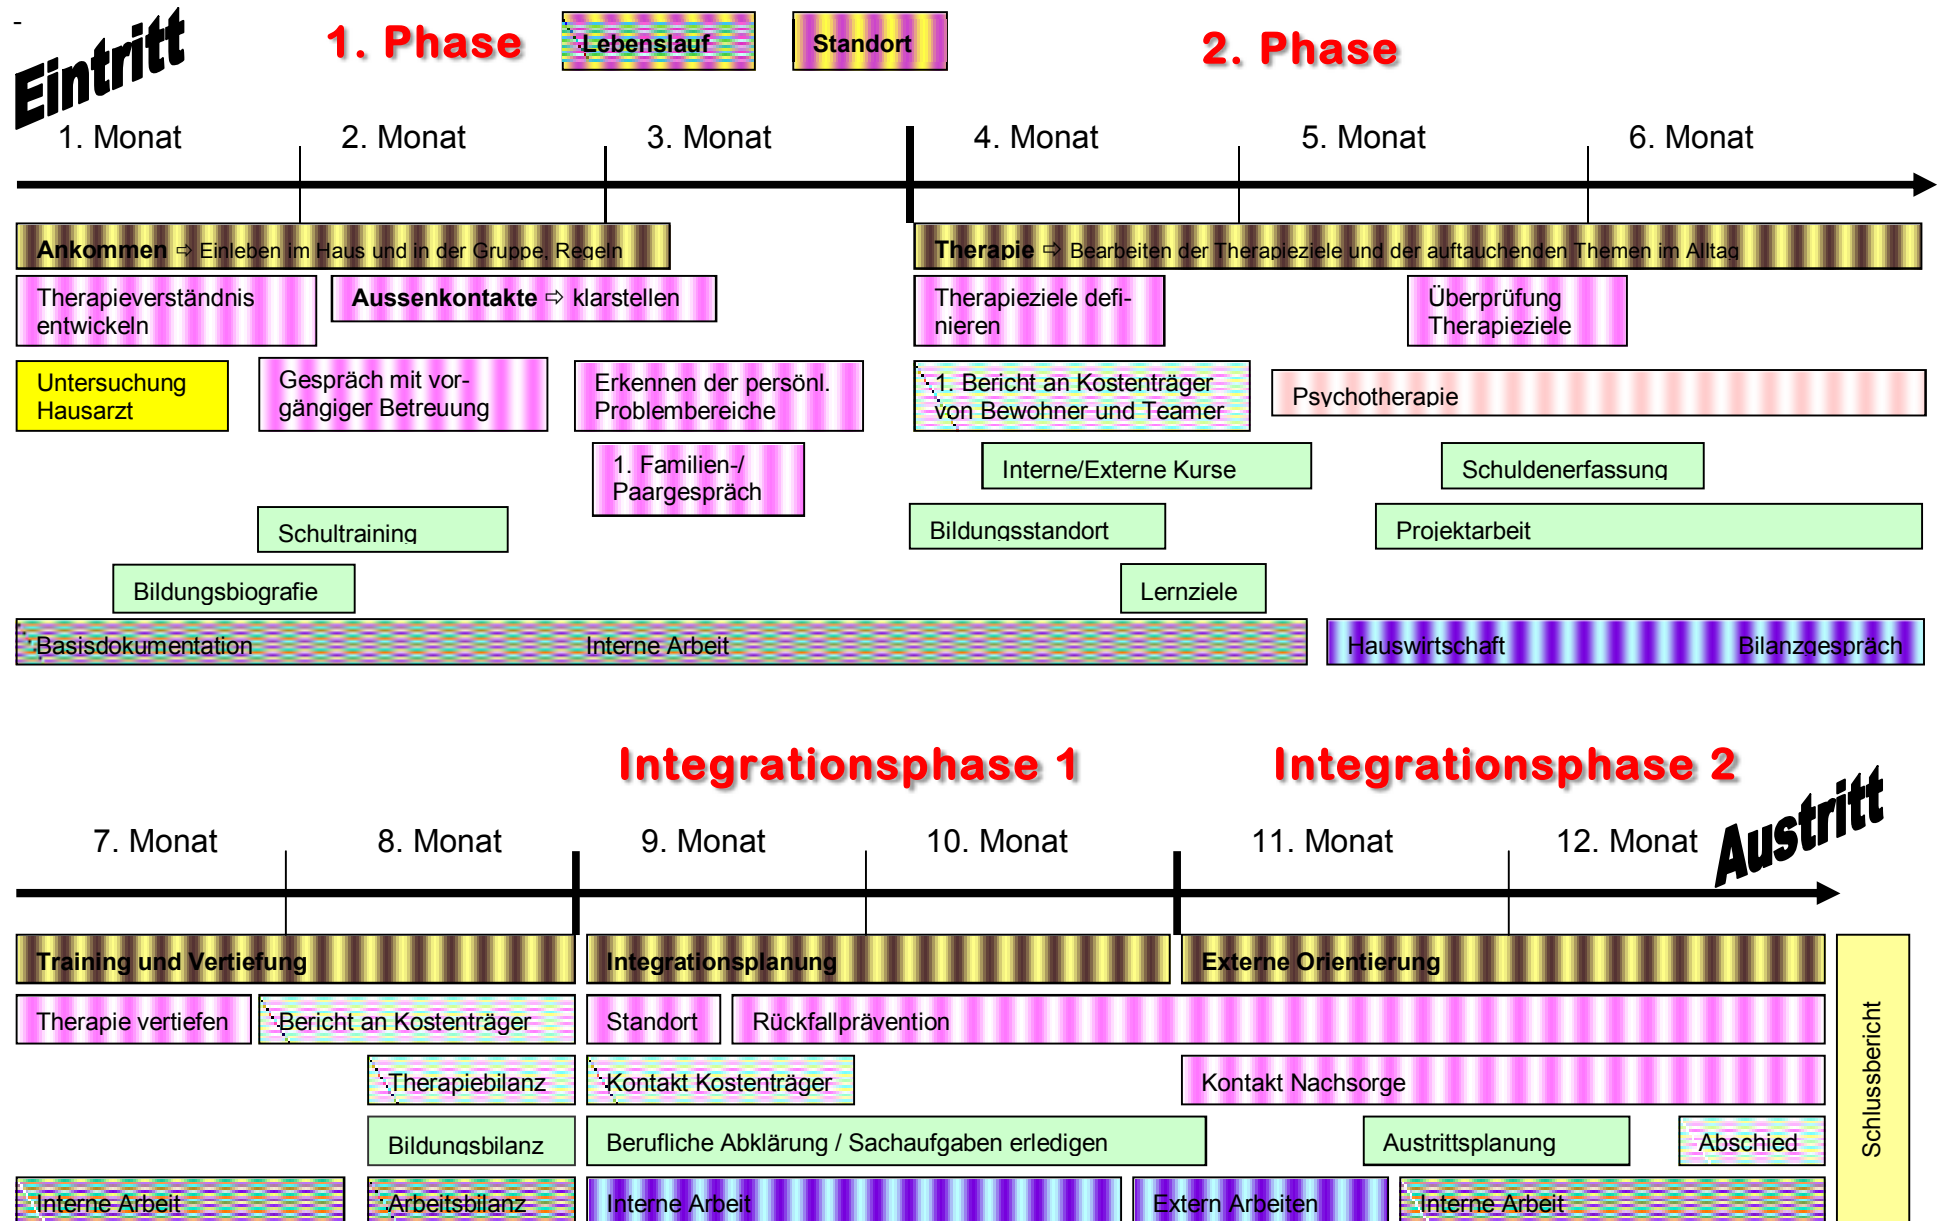 -
Eintritt
1. Phase
Lebenslauf
Standort
2. Phase
1. Monat
2. Monat
3. Monat
4. Monat
5. Monat
6. Monat
Ankommen ⇨ Einleben im Haus und in der Gruppe, Regeln
Therapie ⇨ Bearbeiten der Therapieziele und der auftauchenden Themen im Alltag
Therapieverständnis
entwickeln
Aussenkontakte ⇨ klarstellen
Therapieziele defi-
nieren
Überprüfung
Therapieziele
Untersuchung
Hausarzt
Gespräch mit vor-
gängiger Betreuung
Erkennen der persönl.
Problembereiche
1. Bericht an Kostenträger
von Bewohner und Teamer
Psychotherapie
1. Familien-/
Paargespräch
Interne/Externe Kurse
Schuldenerfassung
Schultraining
Bildungsstandort
Projektarbeit
Bildungsbiografie
Lernziele
Basisdokumentation
Interne Arbeit
Hauswirtschaft
Bilanzgespräch
Integrationsphase 1
Integrationsphase 2
7. Monat
8. Monat
9. Monat
10. Monat
11. Monat
12. Monat
Austritt
Training und Vertiefung
Integrationsplanung
Externe Orientierung
Therapie vertiefen
Bericht an Kostenträger
Standort
Rückfallprävention
Therapiebilanz
Kontakt Kostenträger
Kontakt Nachsorge
Schlussbericht
Bildungsbilanz
Berufliche Abklärung / Sachaufgaben erledigen
Austrittsplanung
Abschied
Interne Arbeit
Arbeitsbilanz
Interne Arbeit
Extern Arbeiten
Interne Arbeit